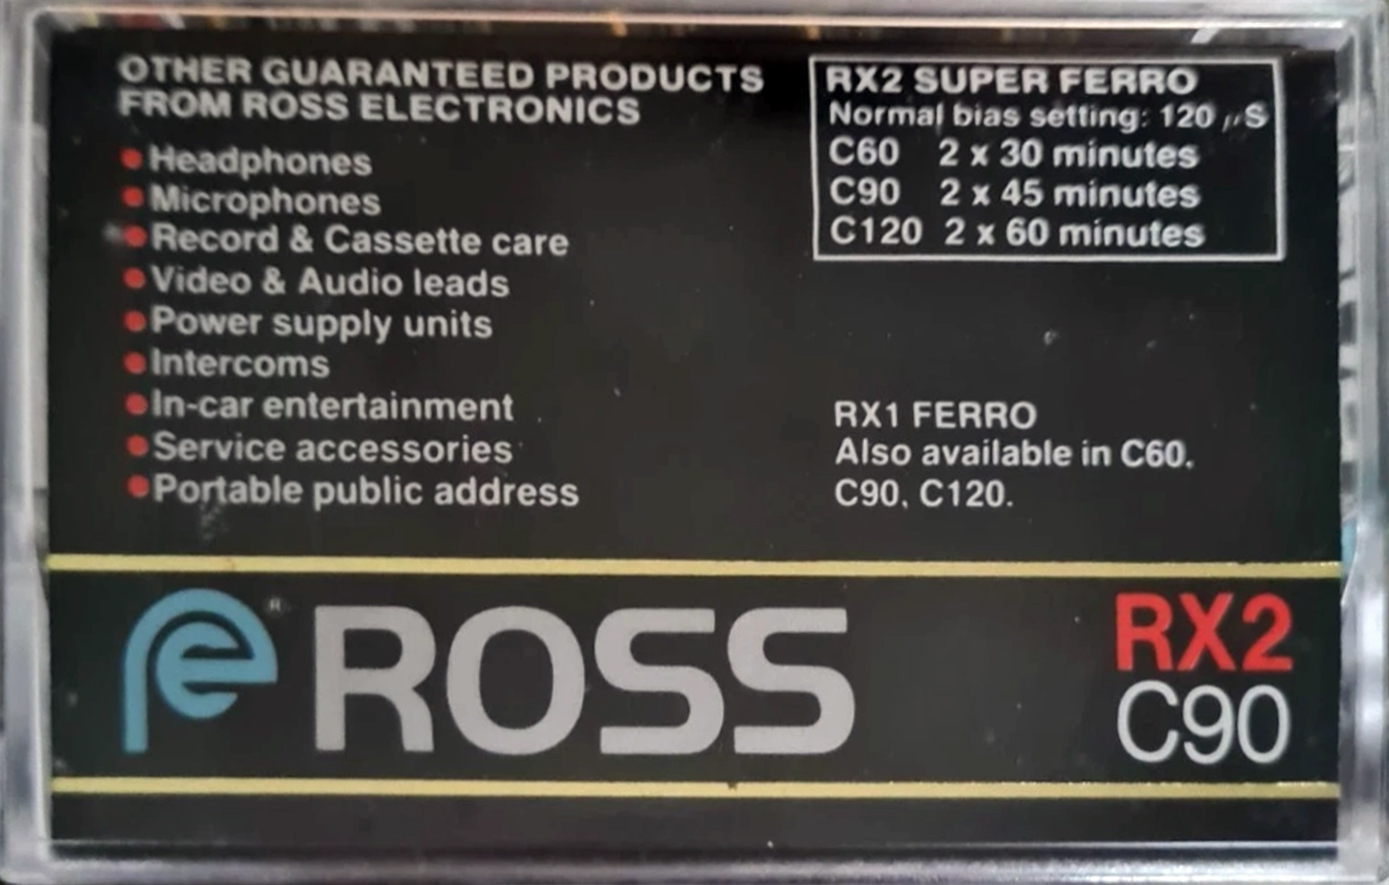 OTHER GUARANTEED PRODUCTS
FROM ROSS ELECTRONICS
Headphones
Microphones
Record & Cassette care
Video & Audio leads
Power supply units
Intercoms
In-car entertainment
Service accessories
Portable public address
RX2 SUPER FERRO
Normal bias setting: 120 µS
C60 2 x 30 minutes
C90 2 x 45 minutes
C120 2 x 60 minutes
RX1 FERRO
Also available in C60,
C90, C120.
re® ROSS
RX2
C90